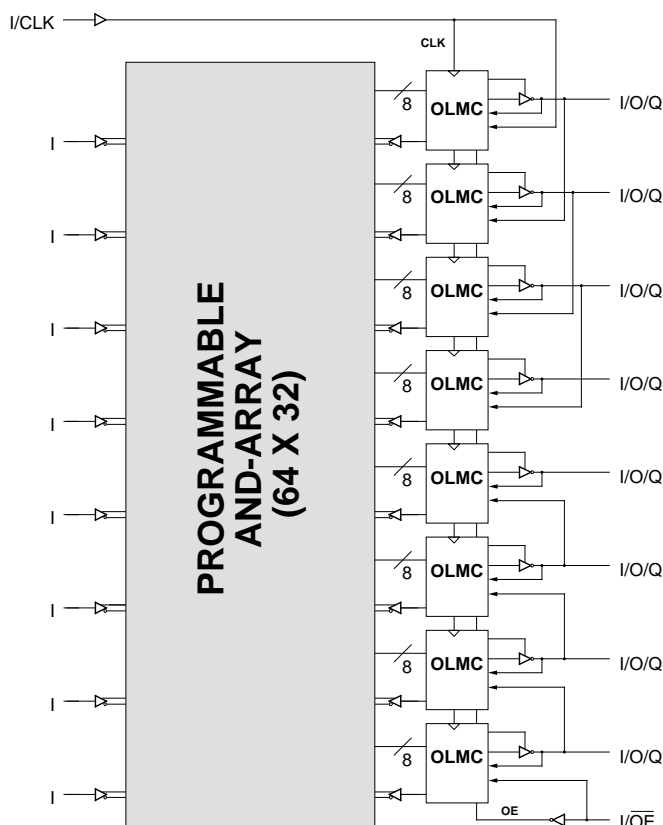 I/CLK
CLK
8
OLMC
I/O/Q
I
8
OLMC
I/O/Q
I
8
OLMC
I/O/Q
I
8
OLMC
I/O/Q
I
PROGRAMMABLE
AND-ARRAY
(64 X 32)
8
OLMC
I/O/Q
I
8
OLMC
I/O/Q
I
8
OLMC
I/O/Q
I
8
OLMC
I/O/Q
I
OE
I/OE